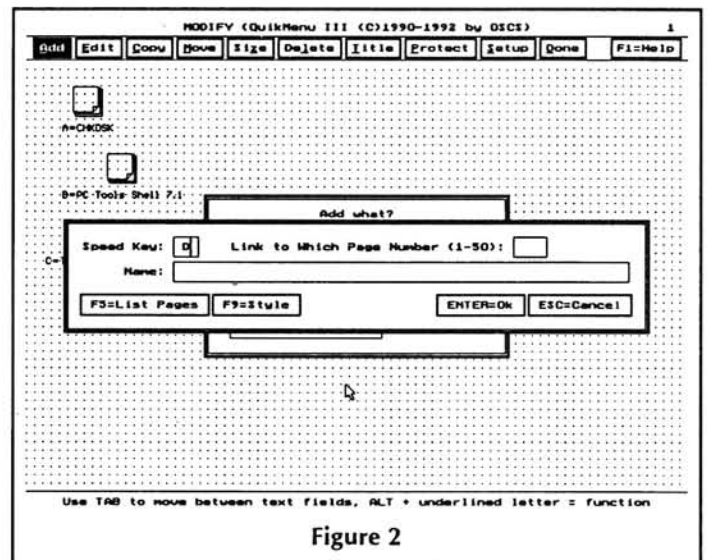 MODIFY (QuikMenu III (C)1990-1992 by OSCS) 1
Add Edit Copy Move Size Delete Title Protect Setup Done F1=Help
A=CHKDSK
B=PC Tools Shell 7.1
Add what?
Speed Key: D Link to Which Page Number (1-50):
C=
Name:
F5=List Pages F9=Style ENTER=Ok ESC=Cancel
Use TAB to move between text fields, ALT + underlined letter = function
Figure 2